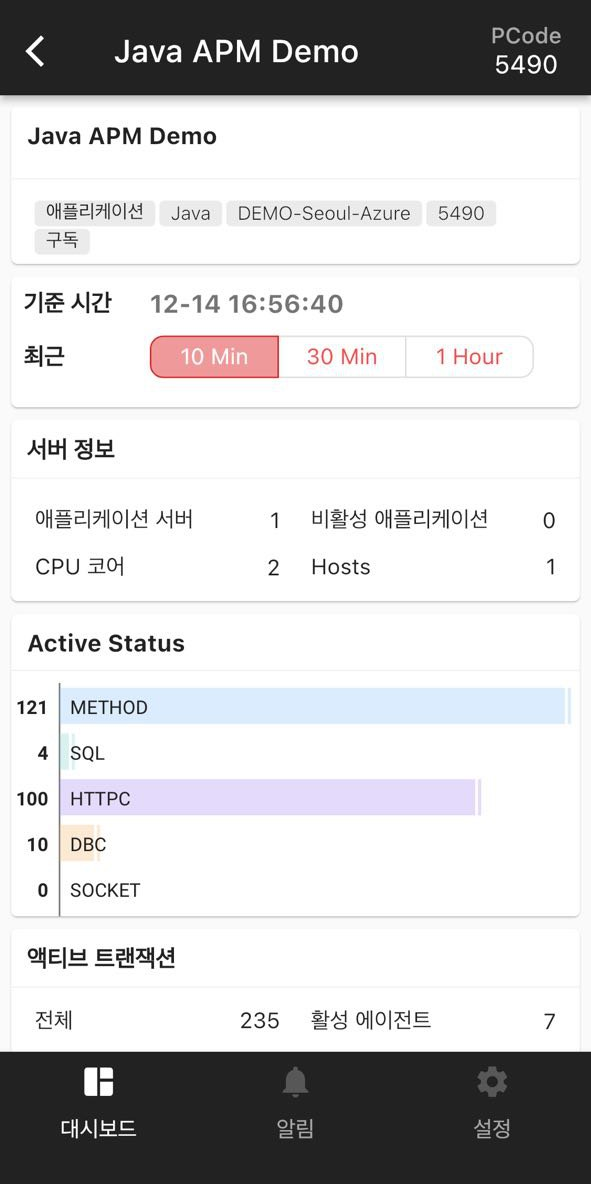 Java APM Demo
PCode
5490
Java APM Demo
애플리케이션 Java DEMO-Seoul-Azure 5490
구독
기준 시간 12-14 16:56:40
최근 10 Min 30 Min 1 Hour
서버 정보
애플리케이션 서버 1 비활성 애플리케이션 0
CPU 코어 2 Hosts 1
Active Status
121 METHOD
4 SQL
100 HTTPC
10 DBC
0 SOCKET
액티브 트랜잭션
전체 235 활성 에이전트 7
대시보드 알림 설정